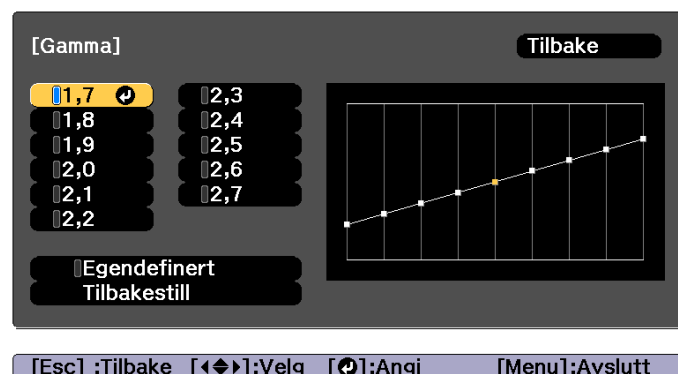 [Gamma]
Tilbake
1,7
1,8
1,9
2,0
2,1
2,2
2,3
2,4
2,5
2,6
2,7
Egendefinert
Tilbakestill
[Esc] :Tilbake [ ]:Velg [ ]:Angi [Menu]:Avslutt